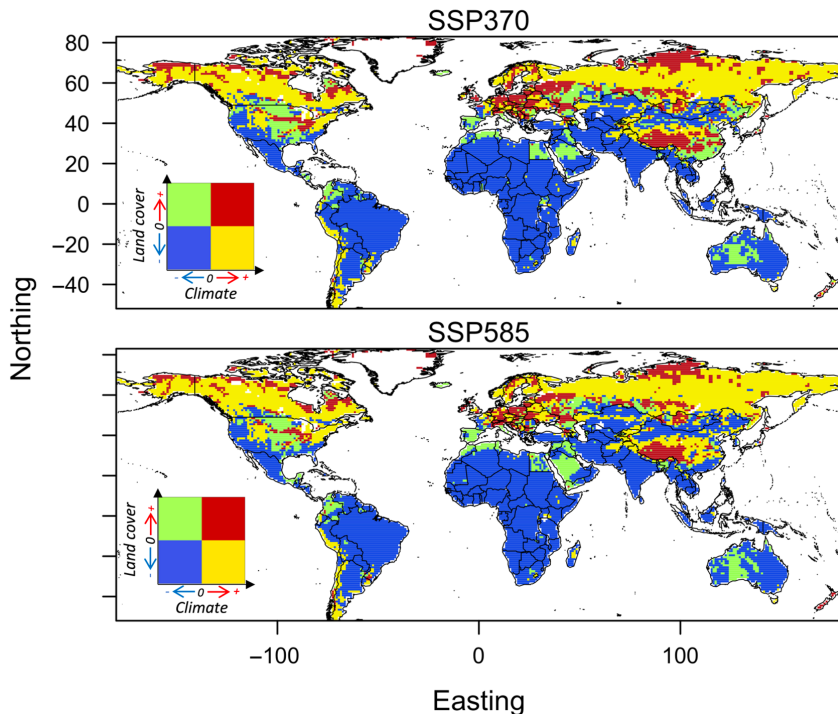 SSP370
80
60
40
20
0
−20
−40
Land cover
- 0 +
- 0 +
Climate
Northing
SSP585
Land cover
- 0 +
- 0 +
Climate
−100
0
100
Easting